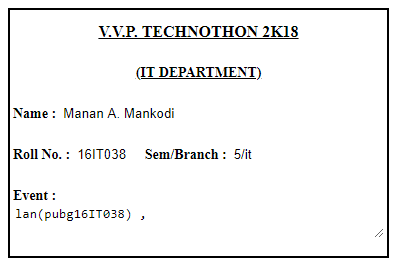 V.V.P. TECHNOTHON 2K18
(IT DEPARTMENT)
Name : Manan A. Mankodi
Roll No. : 16IT038 Sem/Branch : 5/it
Event :
lan(pubg16IT038) ,